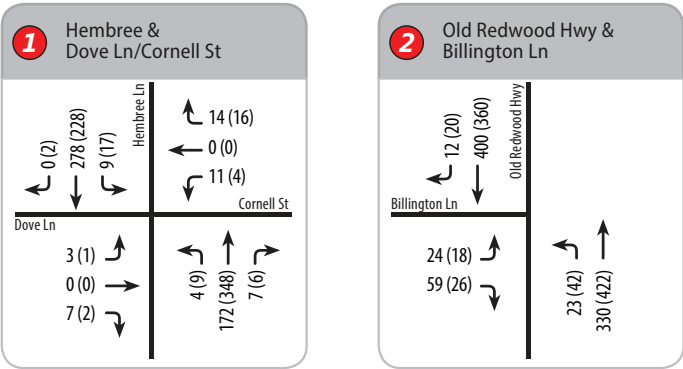 1
Hembree &
Dove Ln/Cornell St
0 (2)
278 (228)
9 (17)
Hembree Ln
14 (16)
0 (0)
11 (4)
Cornell St
Dove Ln
3 (1)
0 (0)
7 (2)
4 (9)
172 (348)
7 (6)
2
Old Redwood Hwy &
Billington Ln
12 (20)
400 (360)
Old Redwood Hwy
Billington Ln
24 (18)
59 (26)
23 (42)
330 (422)